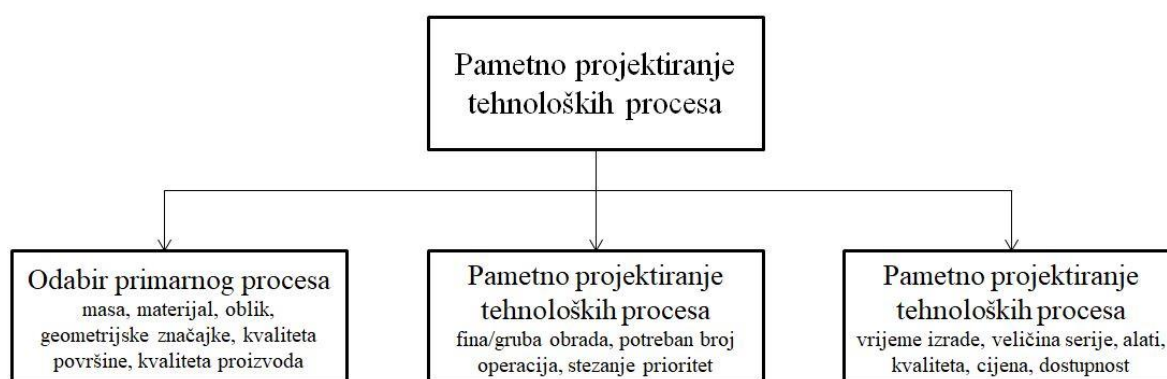 Pametno projektiranje
tehnoloških procesa
Odabir primarnog procesa
masa, materijal, oblik,
geometrijske značajke, kvaliteta
površine, kvaliteta proizvoda
Pametno projektiranje
tehnoloških procesa
fina/gruba obrada, potreban broj
operacija, stezanje prioritet
Pametno projektiranje
tehnoloških procesa
vrijeme izrade, veličina serije, alati,
kvaliteta, cijena, dostupnost